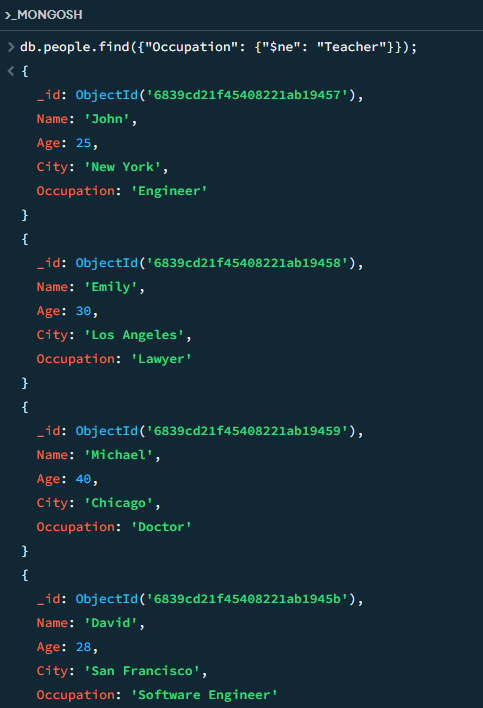 >_MONGOSH
> db.people.find({"Occupation": {"$ne": "Teacher"}});
< {
_id: ObjectId('6839cd21f45408221ab19457'),
Name: 'John',
Age: 25,
City: 'New York',
Occupation: 'Engineer'
}
{
_id: ObjectId('6839cd21f45408221ab19458'),
Name: 'Emily',
Age: 30,
City: 'Los Angeles',
Occupation: 'Lawyer'
}
{
_id: ObjectId('6839cd21f45408221ab19459'),
Name: 'Michael',
Age: 40,
City: 'Chicago',
Occupation: 'Doctor'
}
{
_id: ObjectId('6839cd21f45408221ab1945b'),
Name: 'David',
Age: 28,
City: 'San Francisco',
Occupation: 'Software Engineer'